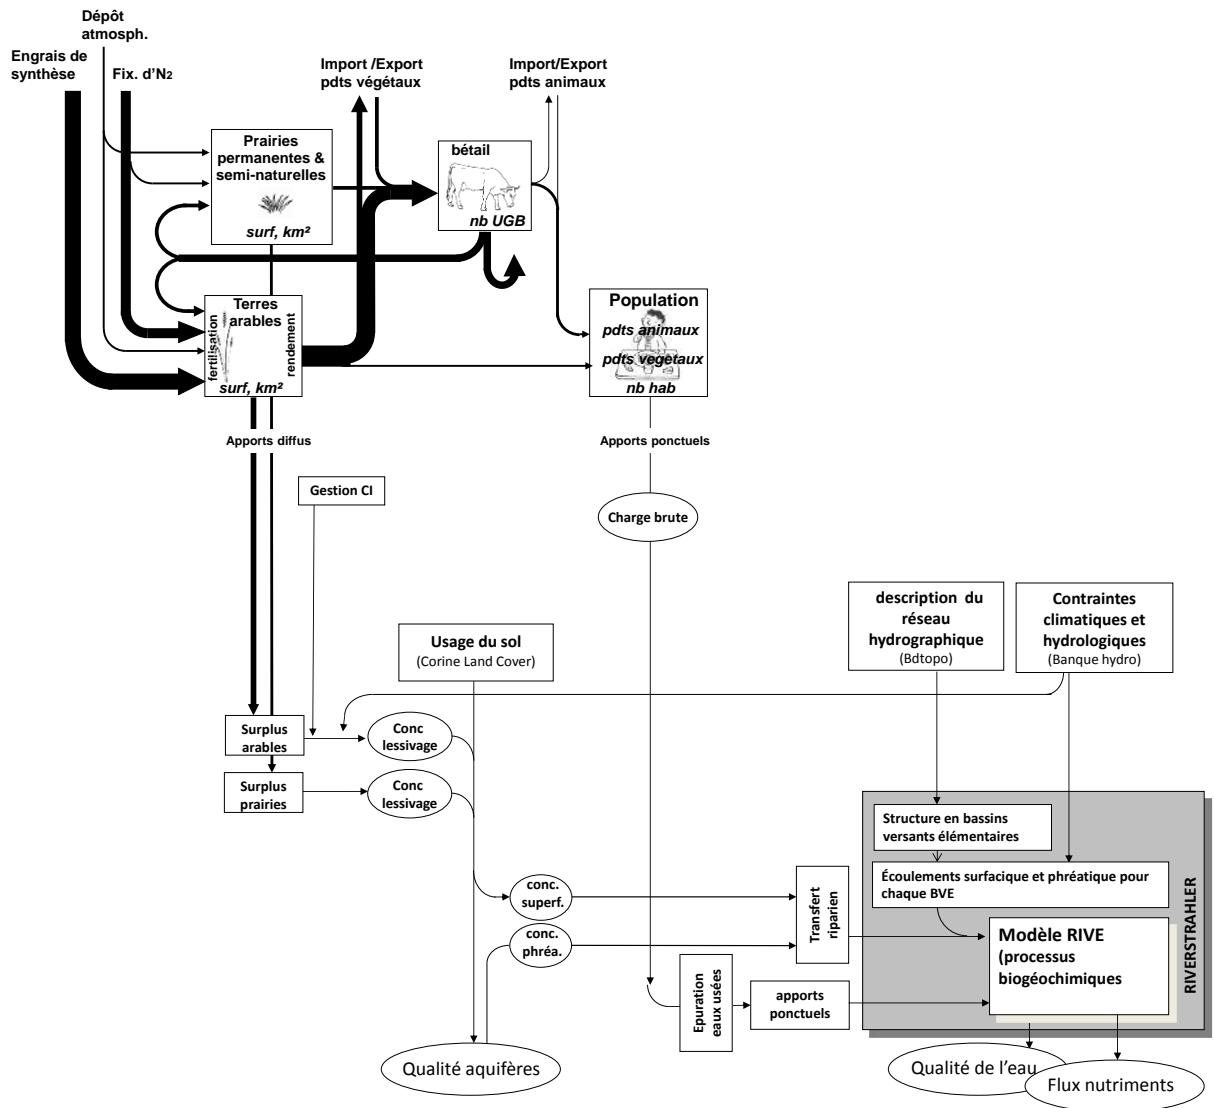 Dépôt
atmosph.
Engrais de
synthèse
Fix. d'N2
Import /Export
pdts végétaux
Import/Export
pdts animaux
Prairies
permanentes &
semi-naturelles
surf, km²
bétail
nb UGB
Terres
arables
fertilisation
rendement
surf, km²
Population
pdts animaux
pdts vegetaux
nb hab
Apports diffus
Apports ponctuels
Gestion CI
Charge brute
Usage du sol
(Corine Land Cover)
description du
réseau
hydrographique
(Bdtopo)
Contraintes
climatiques et
hydrologiques
(Banque hydro)
Surplus
arables
Conc
lessivage
Surplus
prairies
Conc
lessivage
Structure en bassins
versants élémentaires
Écoulements surfacique et phréatique pour
chaque BVE
conc.
superf.
conc.
phréa.
Transfert
riparien
Modèle RIVE
(processus
biogéochimiques
RIVERSTRAHLER
Epuration
eaux usées
apports
ponctuels
Qualité aquifères
Qualité de l'eau
Flux nutriments